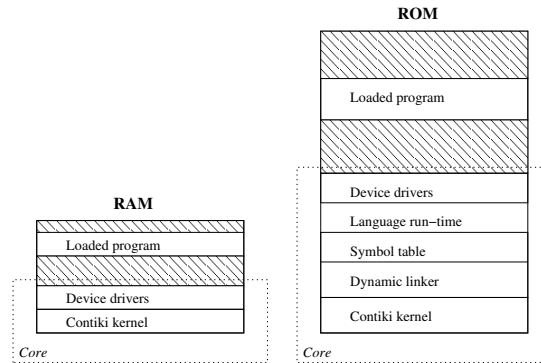 RAM
Loaded program
Device drivers
Contiki kernel
Core
ROM
Loaded program
Device drivers
Language run−time
Symbol table
Dynamic linker
Contiki kernel
Core